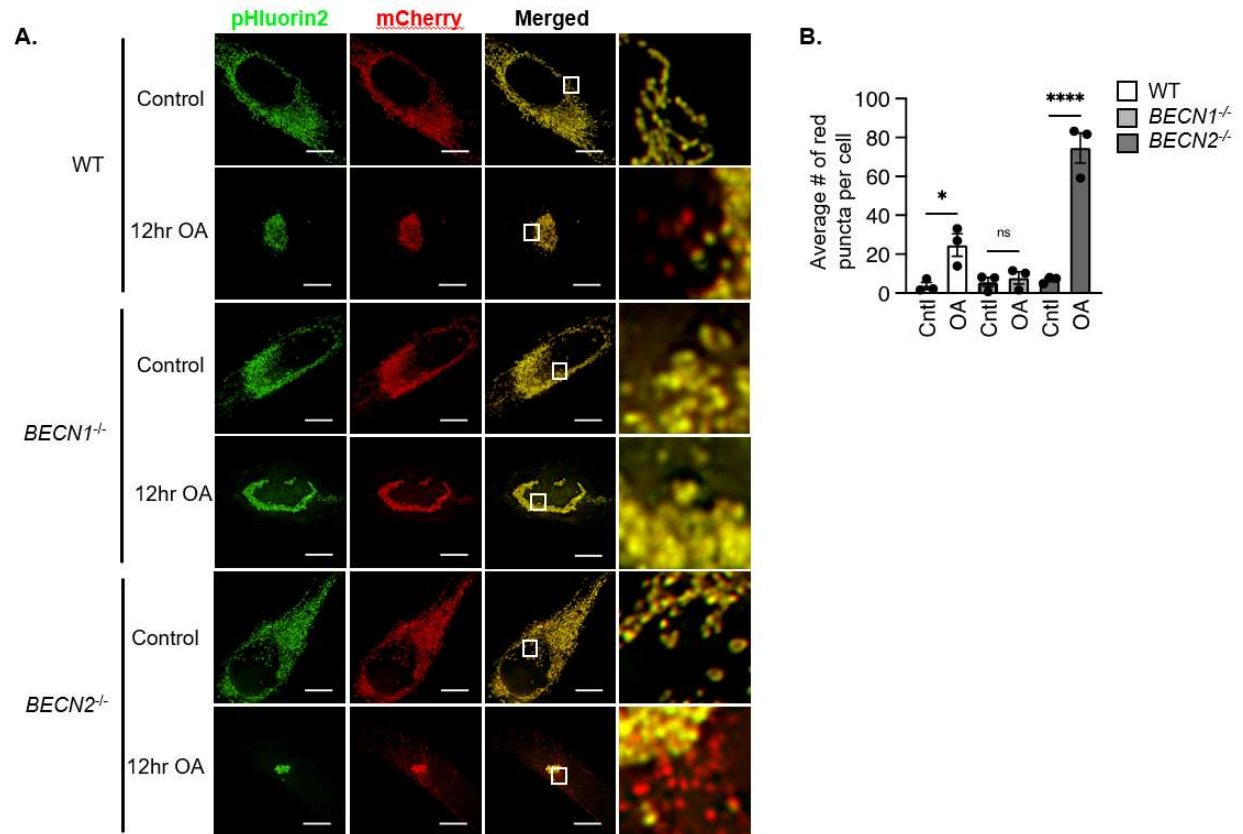 A.
pHluorin2 mCherry Merged
WT
Control
12hr OA
BECN1-/-
Control
12hr OA
BECN2-/-
Control
12hr OA
B.
WT
BECN1-/-
BECN2-/-
Average # of red
puncta per cell
100
80
60
40
20
0
*
ns
****
Cntl OA Cntl OA Cntl OA